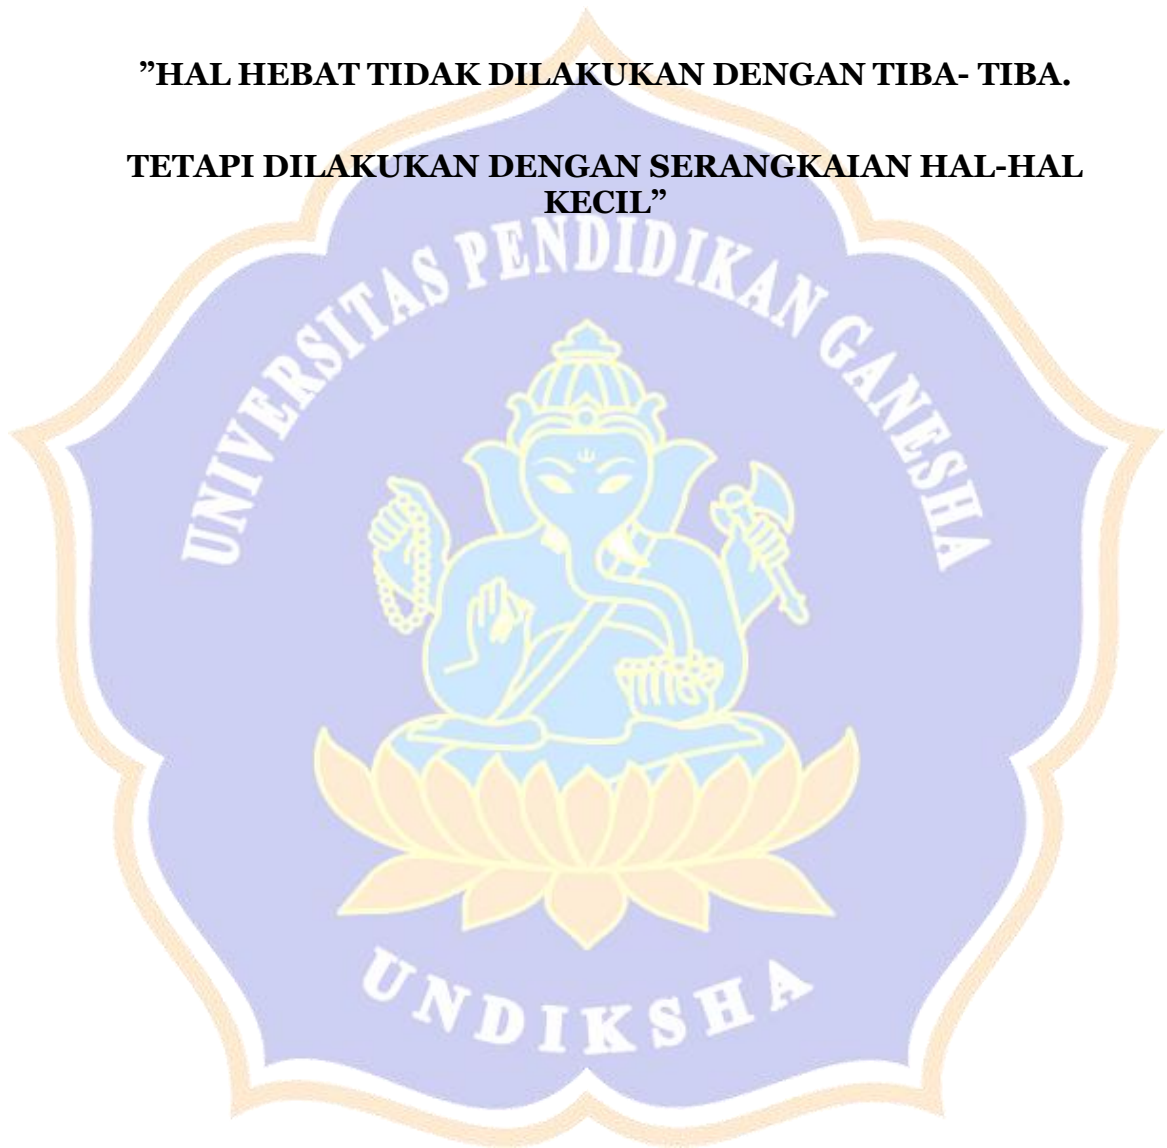 ”HAL HEBAT TIDAK DILAKUKAN DENGAN TIBA- TIBA.
TETAPI DILAKUKAN DENGAN SERANGKAIAN HAL-HAL
KECIL”
UNIVERSITAS PENDIDIKAN GANESHA
UNDIKSHA